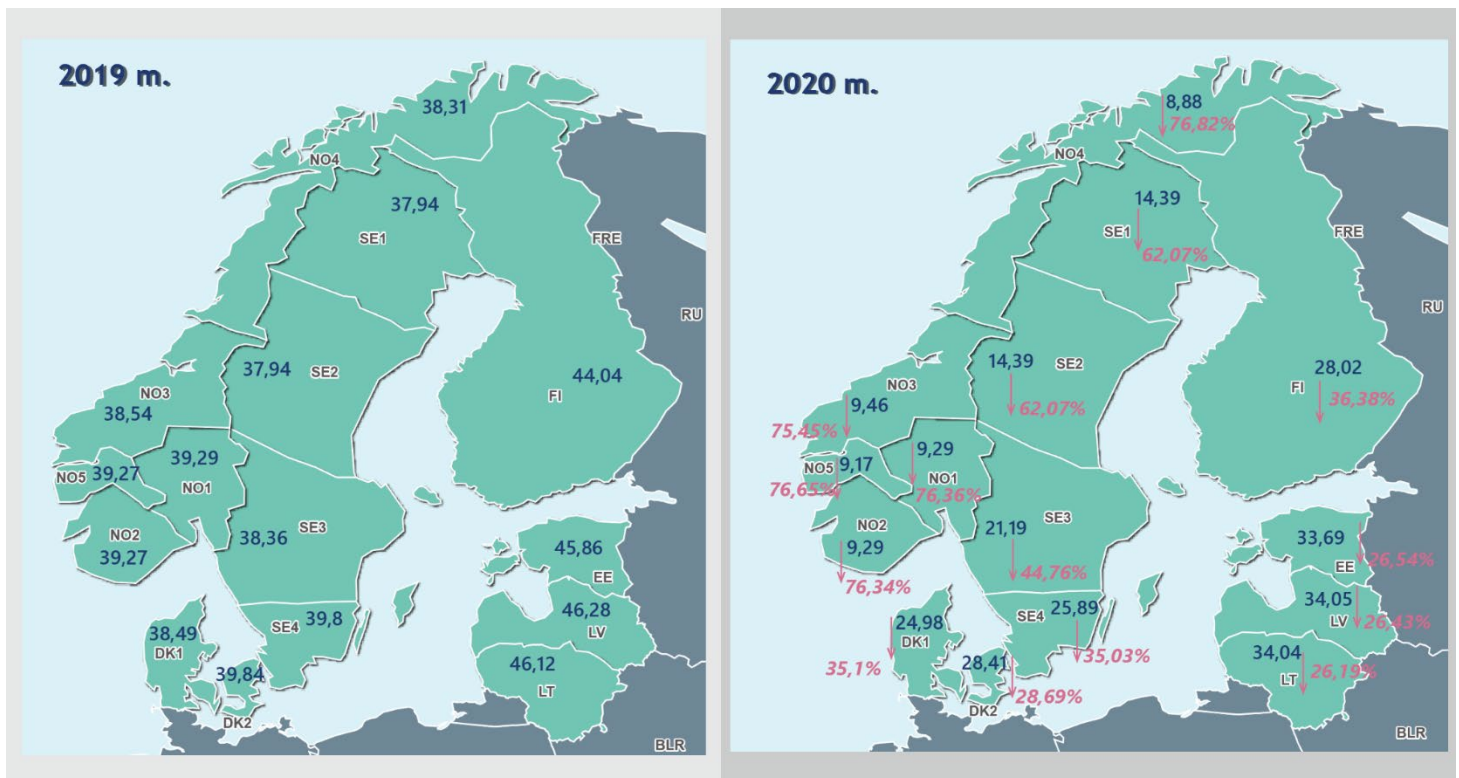 2019 m.
38,31
NO4
37,94
SE1
FRE
RU
37,94
SE2
44,04
FI
NO3
38,54
39,29
39,27
NO5
NO1
NO2
39,27
38,36
SE3
45,86
EE
46,28
LV
SE4
39,8
38,49
DK1
39,84
DK2
46,12
LT
BLR
2020 m.
8,88
76,82%
NO4
14,39
SE1
62,07%
FRE
RU
14,39
SE2
62,07%
28,02
FI
36,38%
NO3
9,46
75,45%
9,29
NO5
9,17
NO1
76,65%
76,36%
NO2
9,29
76,34%
SE3
21,19
44,76%
33,69
26,54%
EE
34,05
LV
26,43%
SE4
25,89
35,03%
24,98
DK1
35,1%
28,41
28,69%
DK2
34,04
26,19%
LT
BLR